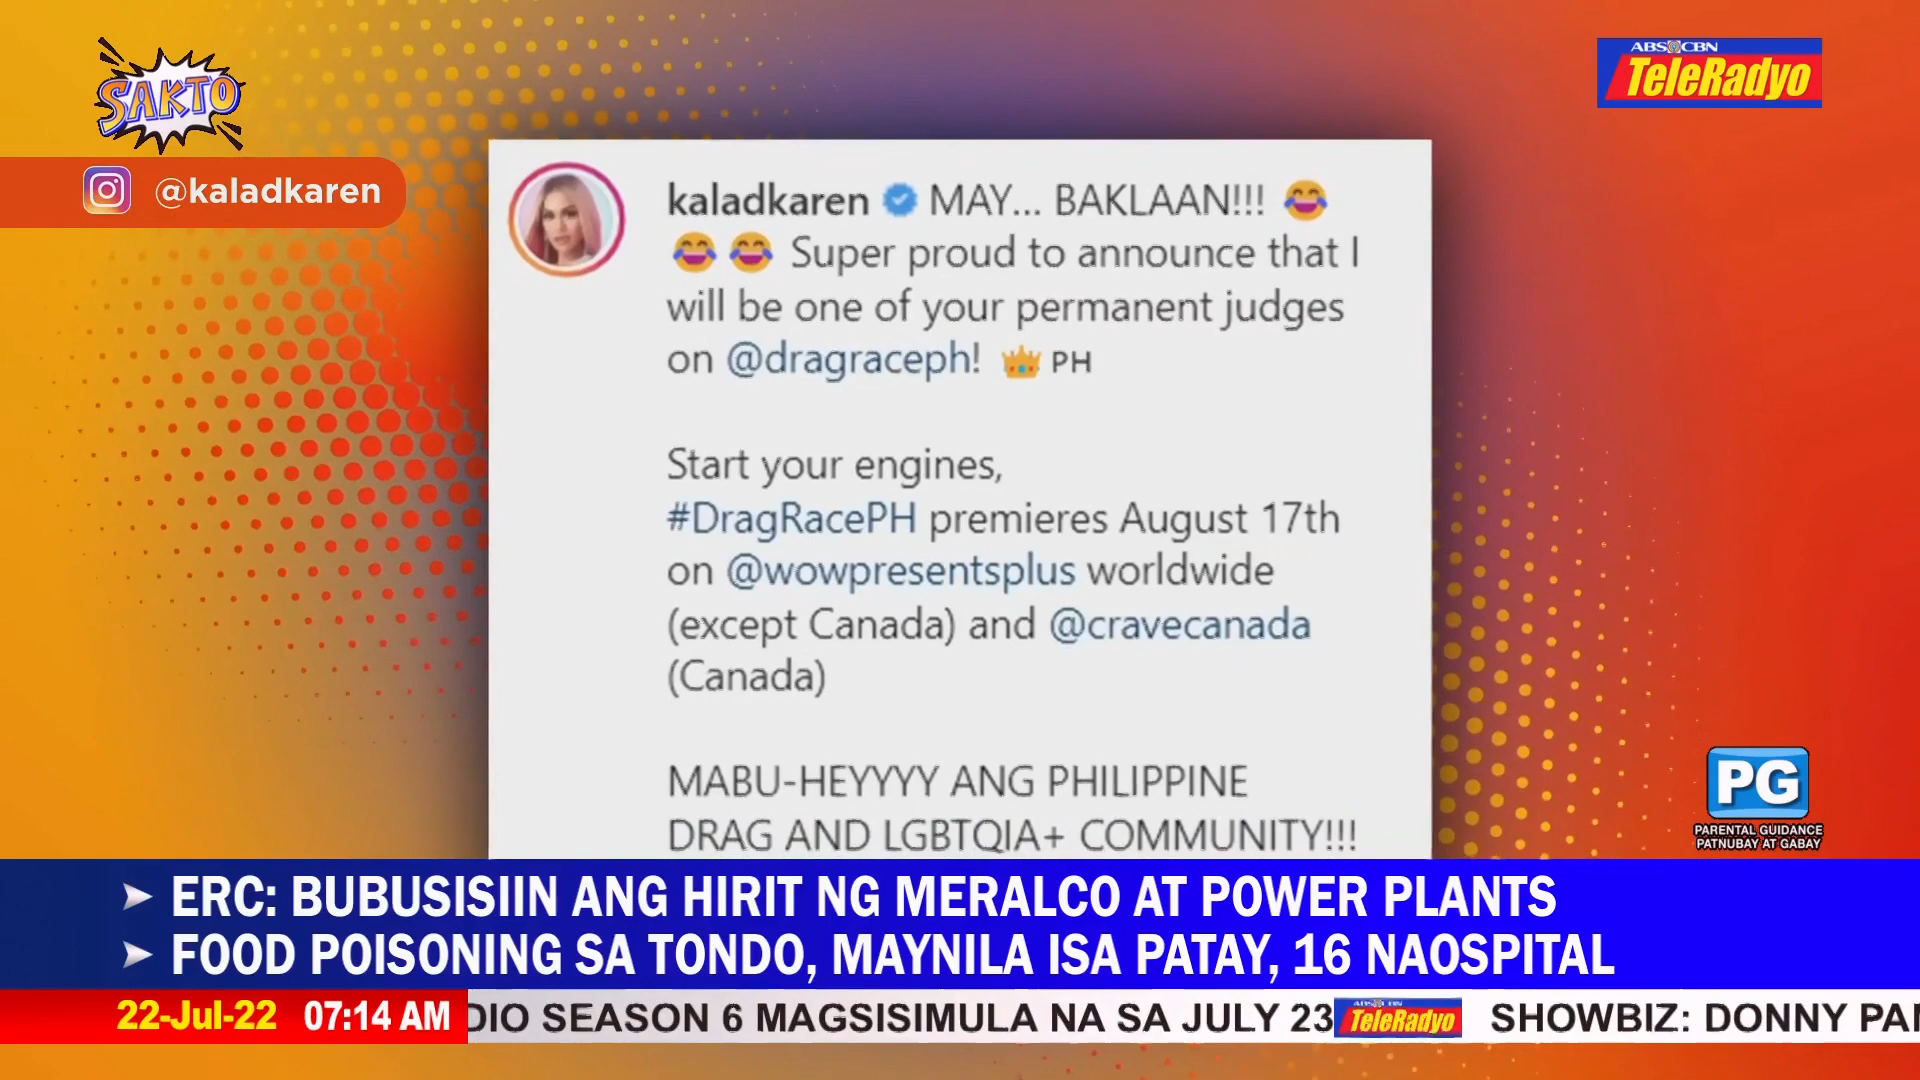 SAKTO
ABS-CBN
TeleRadyo
@kaladkaren
kaladkaren MAY... BAKLAAN!!! 😂
😂😂 Super proud to announce that I
will be one of your permanent judges
on @dragraceph! 👑 PH
Start your engines,
#DragRacePH premieres August 17th
on @wowpresentsplus worldwide
(except Canada) and @cravecanada
(Canada)
MABU-HEYYYY ANG PHILIPPINE
DRAG AND LGBTQIA+ COMMUNITY!!!
PG
PARENTAL GUIDANCE
PATNUBAY AT GABAY
ERC: BUBUSISIIN ANG HIRIT NG MERALCO AT POWER PLANTS
FOOD POISONING SA TONDO, MAYNILA ISA PATAY, 16 NAOSPITAL
22-Jul-22 07:14 AM DIO SEASON 6 MAGSISIMULA NA SA JULY 23 ABS-CBN TeleRadyo SHOWBIZ: DONNY PAN